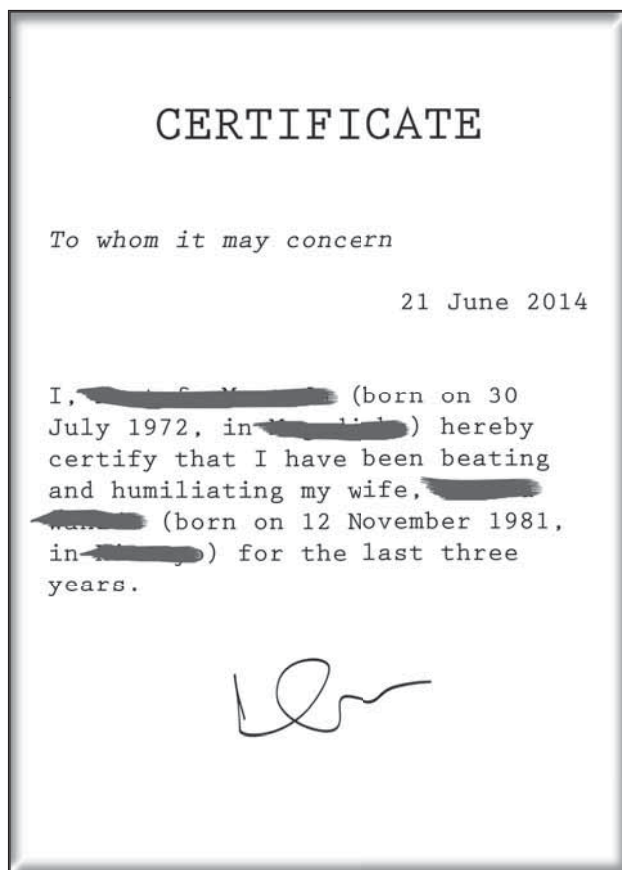 CERTIFICATE
To whom it may concern
21 June 2014
I, (born on 30
July 1972, in ) hereby
certify that I have been beating
and humiliating my wife,
(born on 12 November 1981,
in ) for the last three
years.